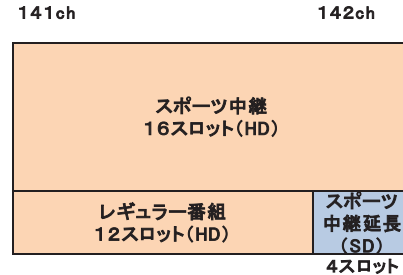 141ch
142ch
スポーツ中継
16スロット（HD）
レギュラー番組
12スロット（HD）
スポーツ
中継延長
（SD）
4スロット